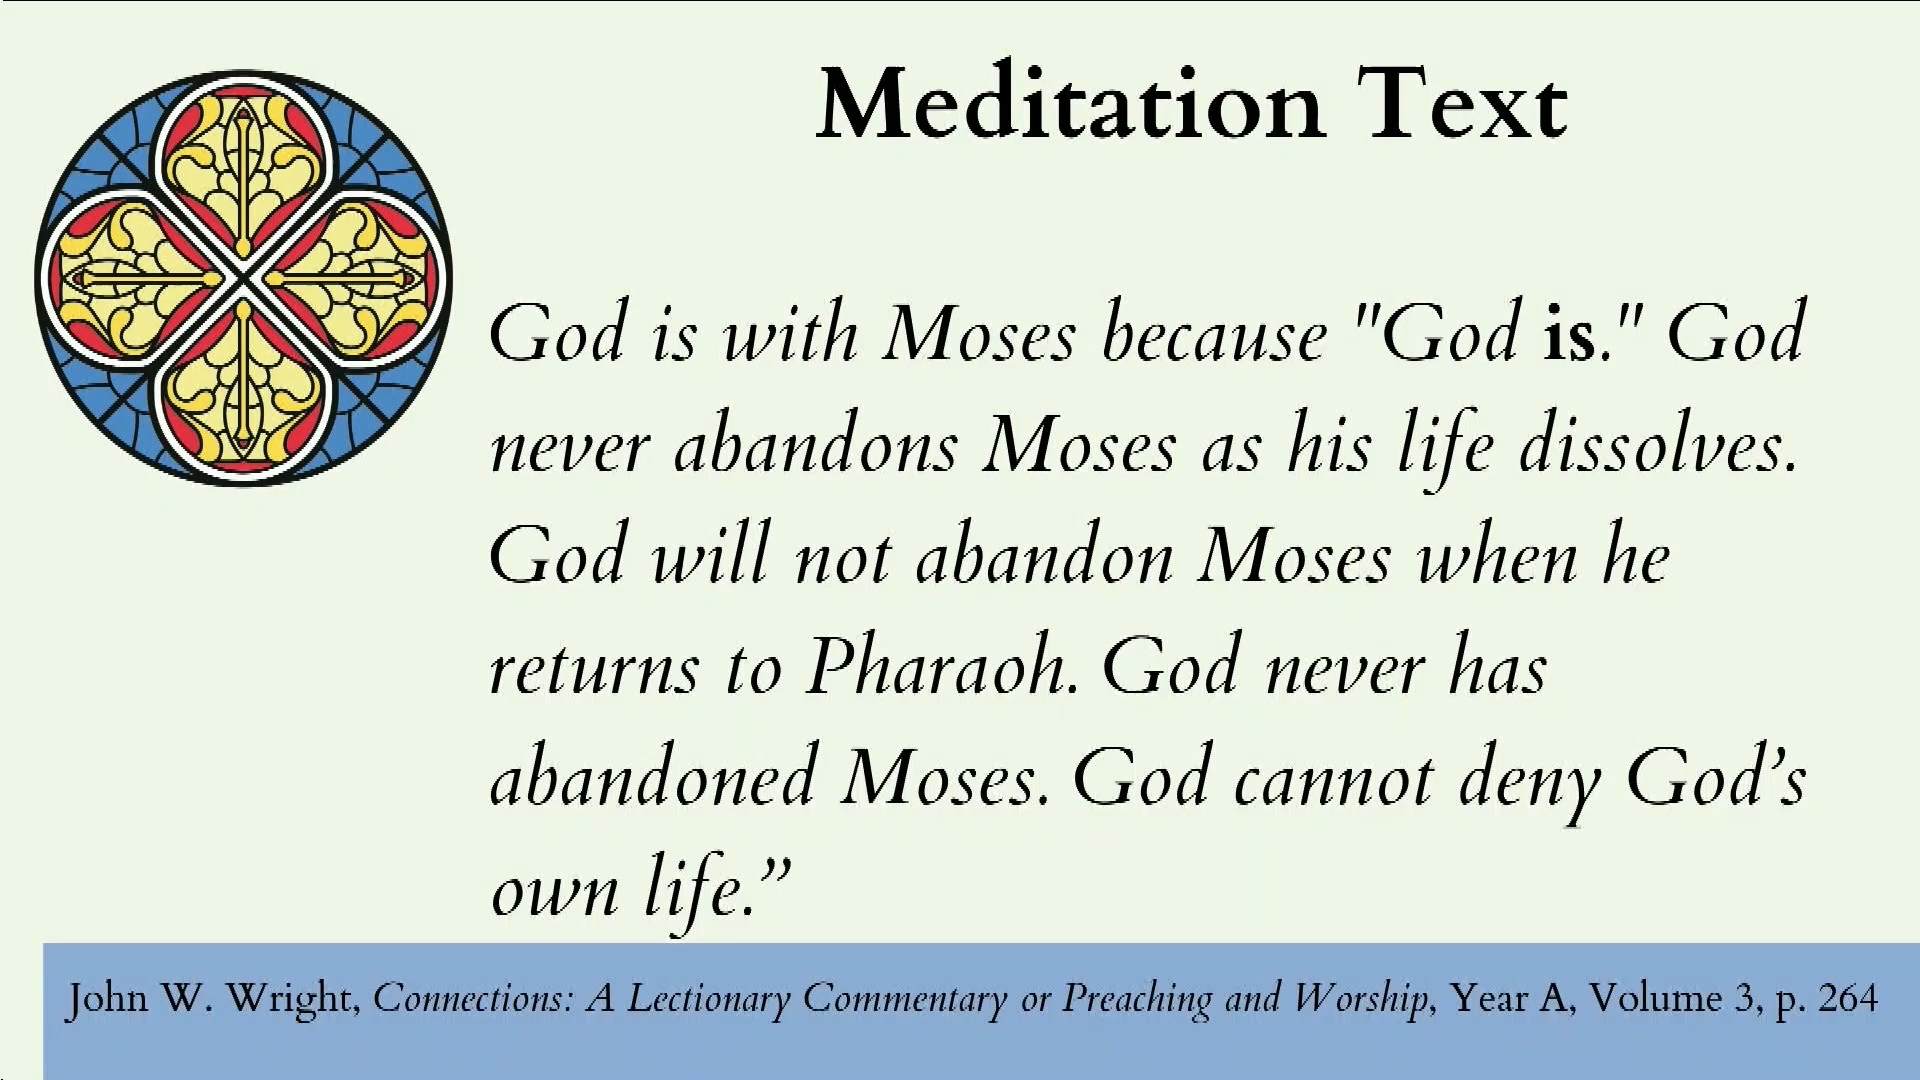 Meditation Text
God is with Moses because "God is." God
never abandons Moses as his life dissolves.
God will not abandon Moses when he
returns to Pharaoh. God never has
abandoned Moses. God cannot deny God’s
own life.”
John W. Wright, Connections: A Lectionary Commentary or Preaching and Worship, Year A, Volume 3, p. 264